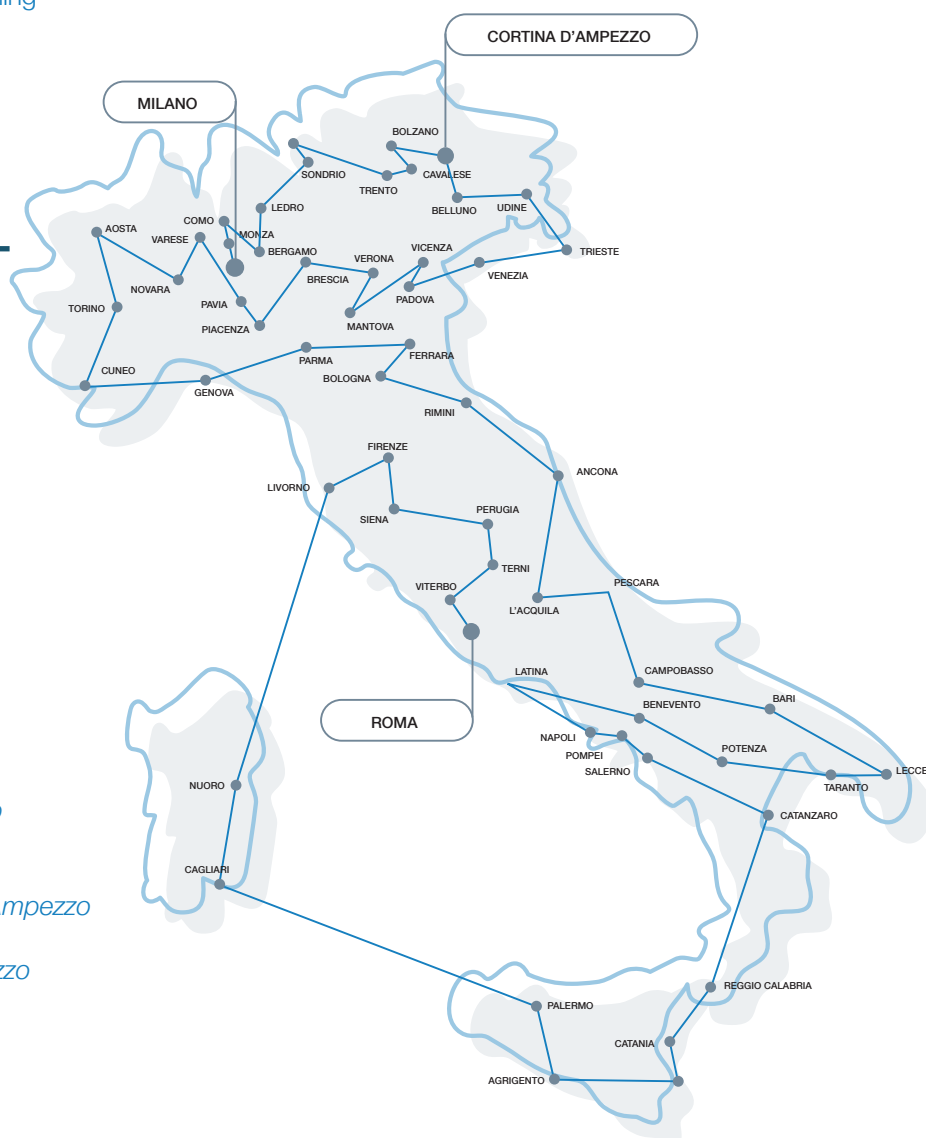 CORTINA D'AMPEZZO
MILANO
BOLZANO
SONDRIO
CAVALESE
TRENTO
BELLUNO
UDINE
LEDRO
COMO
AOSTA
VARESE
MONZA
BERGAMO
VICENZA
TRIESTE
VERONA
VENEZIA
BRESCIA
NOVARA
PADOVA
TORINO
PAVIA
PIACENZA
MANTOVA
PARMA
FERRARA
CUNEO
BOLOGNA
GENOVA
RIMINI
FIRENZE
ANCONA
LIVORNO
SIENA
PERUGIA
TERNI
VITERBO
PESCARA
L'ACQUILA
LATINA
CAMPOBASSO
BARI
BENEVENTO
ROMA
NAPOLI
POTENZA
POMPEI
SALERNO
LECCE
NUORO
TARANTO
CATANZARO
CAGLIARI
Ampezzo
zzo
REGGIO CALABRIA
PALERMO
CATANIA
AGRIGENTO